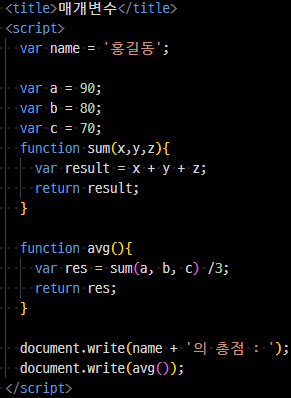 <title>매개변수</title>
<script>
var name = '홍길동';
var a = 90;
var b = 80;
var c = 70;
function sum(x,y,z){
var result = x + y + z;
return result;
}
function avg(){
var res = sum(a, b, c) /3;
return res;
}
document.write(name + '의 총점 : ');
document.write(avg());
</script>